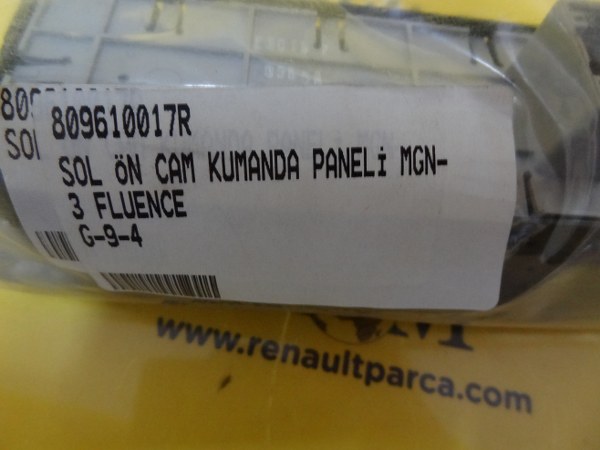 809610017R
SOL ÖN CAM KUMANDA PANELİ MGN-
3 FLUENCE
G-9-4
www.renaultparca.com